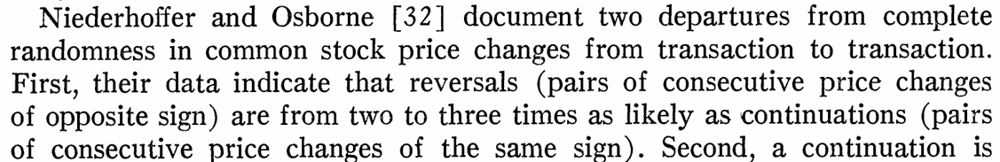 Niederhoffer and Osborne [32] document two departures from complete
randomness in common stock price changes from transaction to transaction.
First, their data indicate that reversals (pairs of consecutive price changes
of opposite sign) are from two to three times as likely as continuations (pairs
of consecutive price changes of the same sign). Second, a continuation is